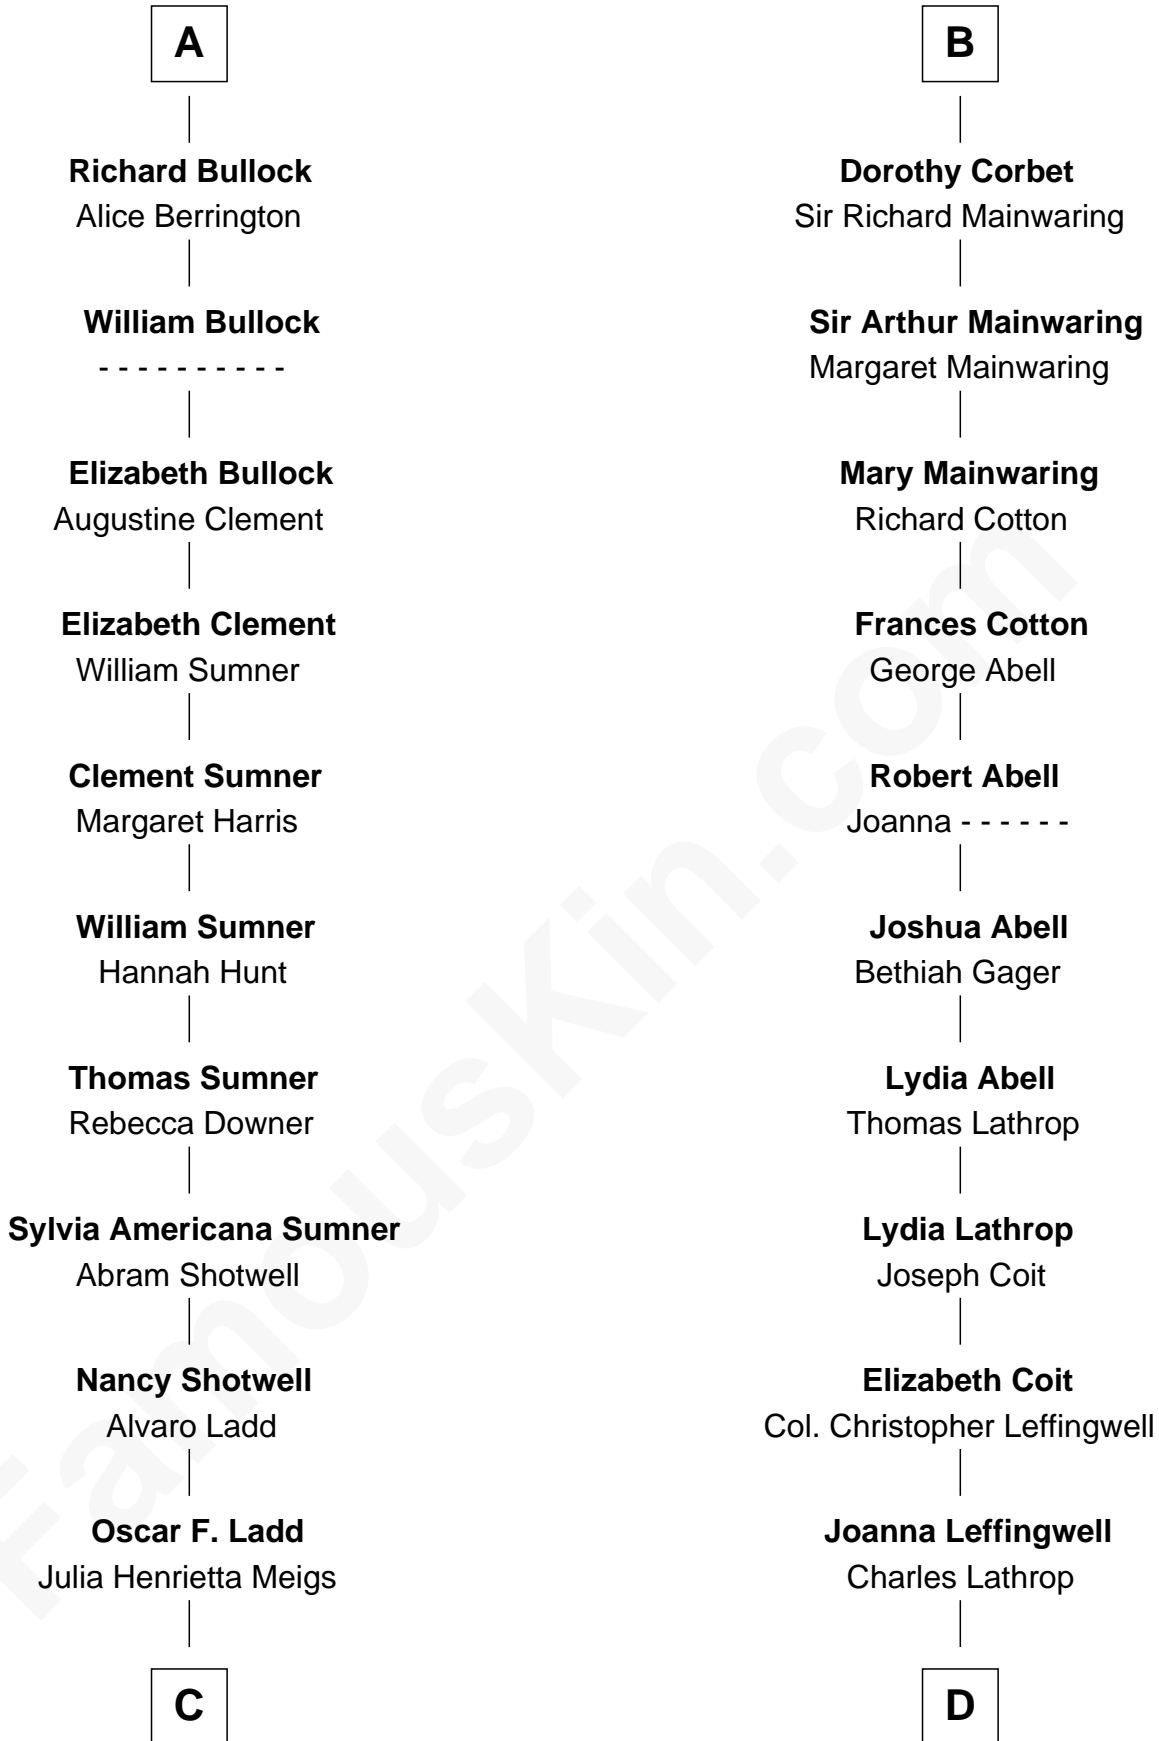 A
B
Richard Bullock
Alice Berrington
Dorothy Corbet
Sir Richard Mainwaring
William Bullock
- - - - - - - - - -
Sir Arthur Mainwaring
Margaret Mainwaring
Elizabeth Bullock
Augustine Clement
Mary Mainwaring
Richard Cotton
Elizabeth Clement
William Sumner
Frances Cotton
George Abell
Clement Sumner
Margaret Harris
Robert Abell
Joanna - - - - - -
William Sumner
Hannah Hunt
Joshua Abell
Bethiah Gager
Thomas Sumner
Rebecca Downer
Lydia Abell
Thomas Lathrop
Sylvia Americana Sumner
Abram Shotwell
Lydia Lathrop
Joseph Coit
Nancy Shotwell
Alvaro Ladd
Elizabeth Coit
Col. Christopher Leffingwell
Oscar F. Ladd
Julia Henrietta Meigs
Joanna Leffingwell
Charles Lathrop
C
D
FamousKin.com